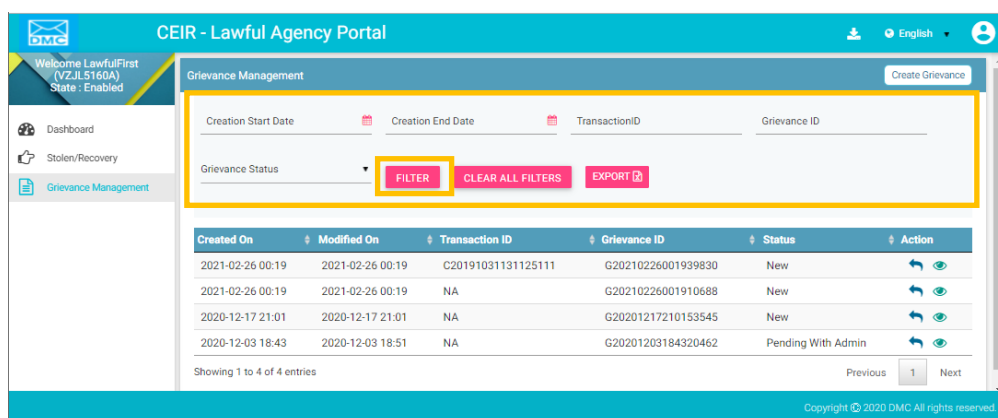 DMC
CEIR - Lawful Agency Portal
English
Welcome LawfulFirst
(VZJL5160A)
State : Enabled
Dashboard
Stolen/Recovery
Grievance Management
Grievance Management
Create Grievance
Creation Start Date
Creation End Date
TransactionID
Grievance ID
Grievance Status
FILTER
CLEAR ALL FILTERS
EXPORT
Created On Modified On Transaction ID Grievance ID Status Action
2021-02-26 00:19 2021-02-26 00:19 C20191031131125111 G20210226001939830 New
2021-02-26 00:19 2021-02-26 00:19 NA G20210226001910688 New
2020-12-17 21:01 2020-12-17 21:01 NA G20201217210153545 New
2020-12-03 18:43 2020-12-03 18:51 NA G20201203184320462 Pending With Admin
Showing 1 to 4 of 4 entries
Previous 1 Next
Copyright © 2020 DMC All rights reserved.